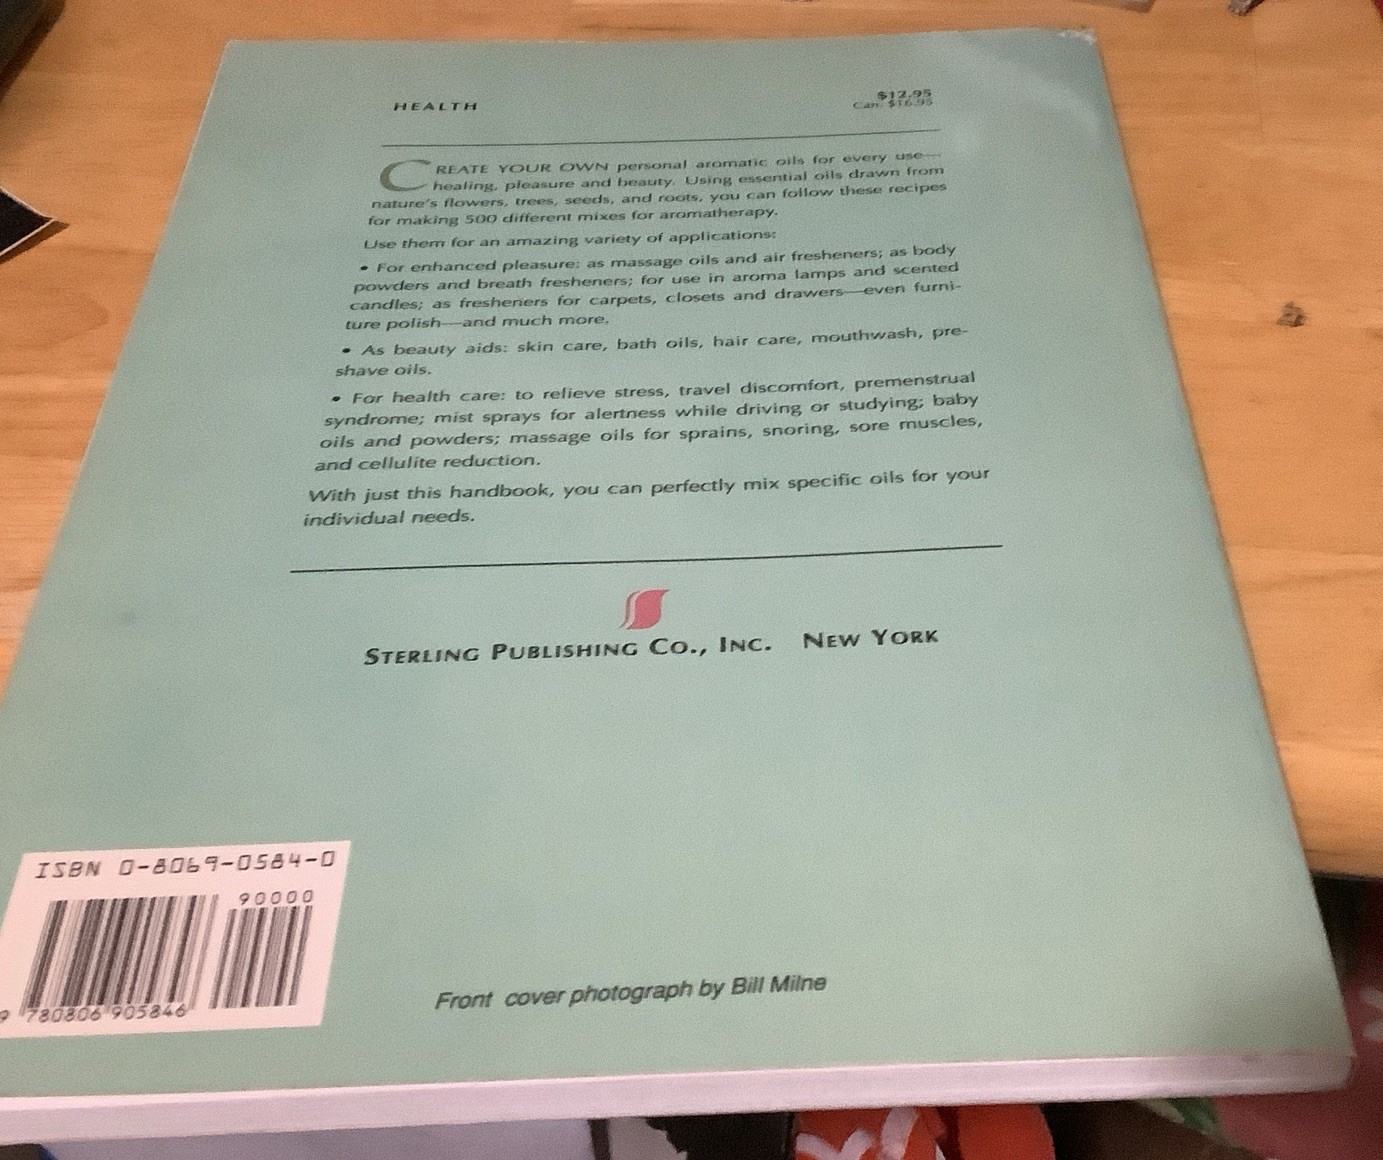 HEALTH
$12.95
Can. $16.95
CREATE YOUR OWN personal aromatic oils for every use—
healing, pleasure and beauty. Using essential oils drawn from
nature's flowers, trees, seeds, and roots, you can follow these recipes
for making 500 different mixes for aromatherapy.
Use them for an amazing variety of applications:
• For enhanced pleasure: as massage oils and air fresheners; as body
powders and breath fresheners; for use in aroma lamps and scented
candles; as fresheners for carpets, closets and drawers—even furni-
ture polish—and much more.
• As beauty aids: skin care, bath oils, hair care, mouthwash, pre-
shave oils.
• For health care: to relieve stress, travel discomfort, premenstrual
syndrome; mist sprays for alertness while driving or studying; baby
oils and powders; massage oils for sprains, snoring, sore muscles,
and cellulite reduction.
With just this handbook, you can perfectly mix specific oils for your
individual needs.
STERLING PUBLISHING CO., INC. NEW YORK
ISBN 0-8069-0584-0
90000
9 780806 905846
Front cover photograph by Bill Milne